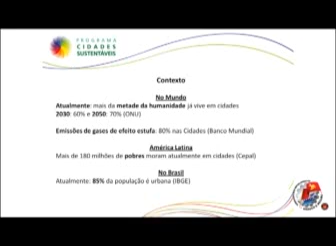 PROGRAMA
CIDADES
SUSTENTÁVEIS
Contexto
No Mundo
Atualmente: mais da metade da humanidade já vive em cidades
2030: 60% e 2050: 70% (ONU)
Emissões de gases de efeito estufa: 80% nas Cidades (Banco Mundial)
América Latina
Mais de 180 milhões de pobres moram atualmente em cidades (Cepal)
No Brasil
Atualmente: 85% da população é urbana (IBGE)